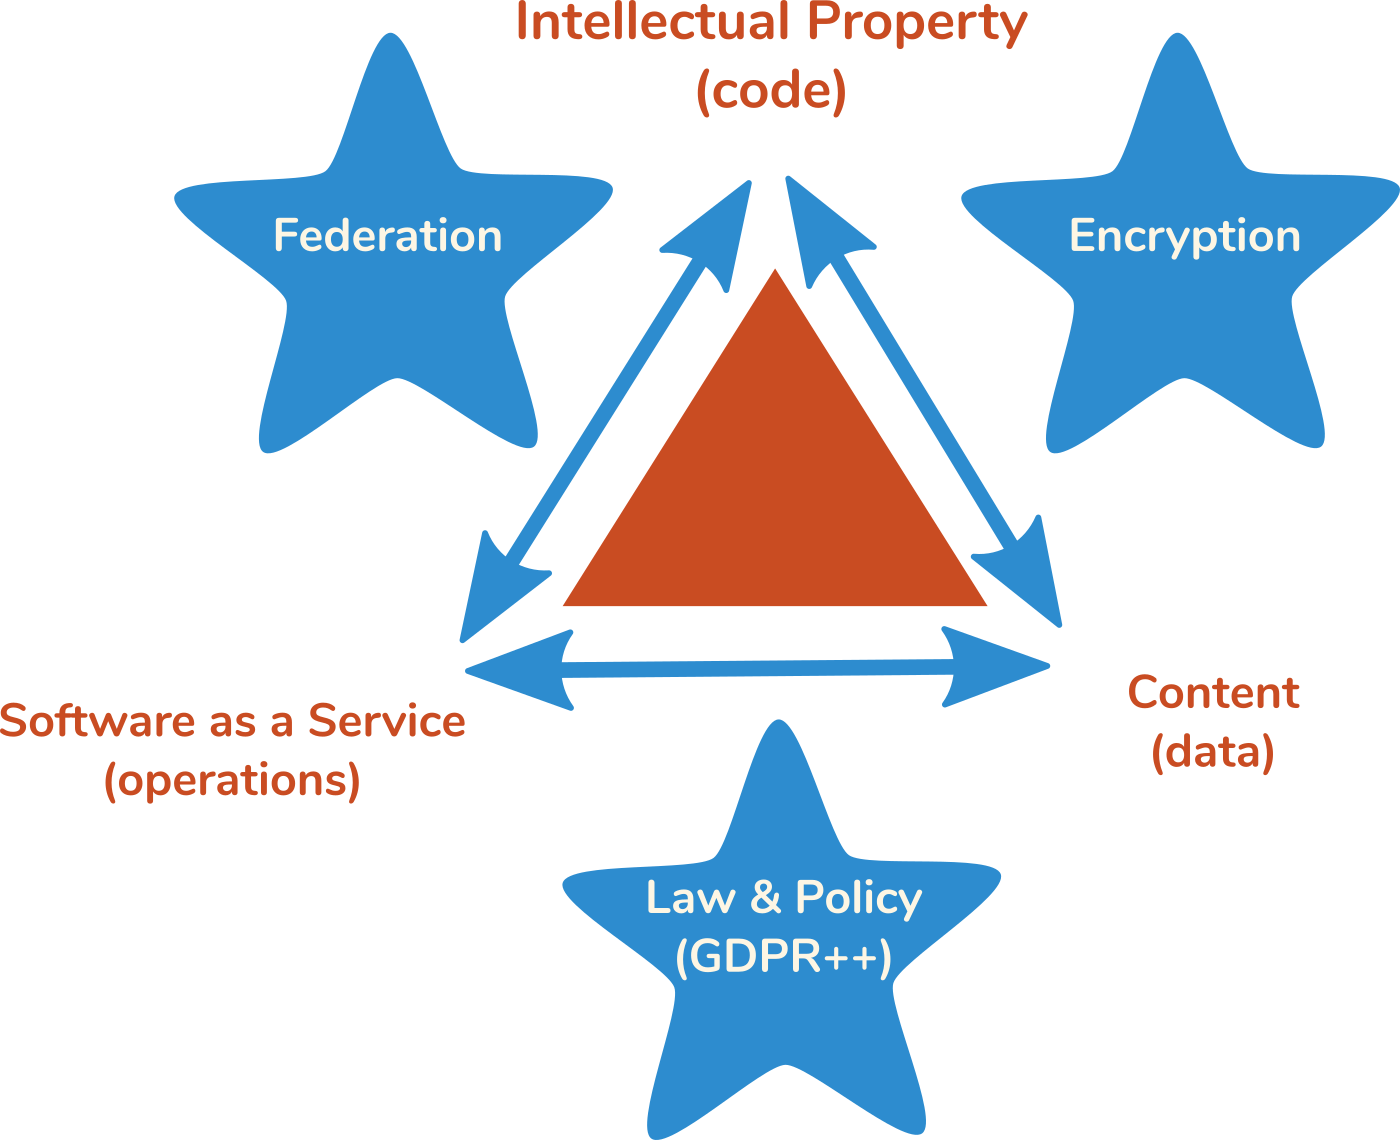 Intellectual Property
(code)
Federation
Encryption
Software as a Service
(operations)
Content
(data)
Law & Policy
(GDPR++)